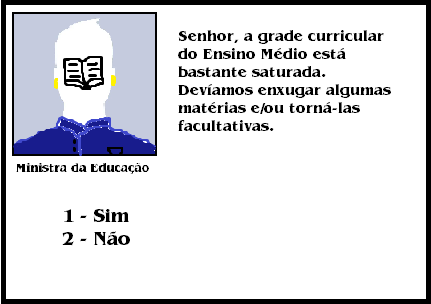 Senhor, a grade curricular
do Ensino Médio está
bastante saturada.
Devíamos enxugar algumas
matérias e/ou torná-las
facultativas.
Ministra da Educação
1 - Sim
2 - Não